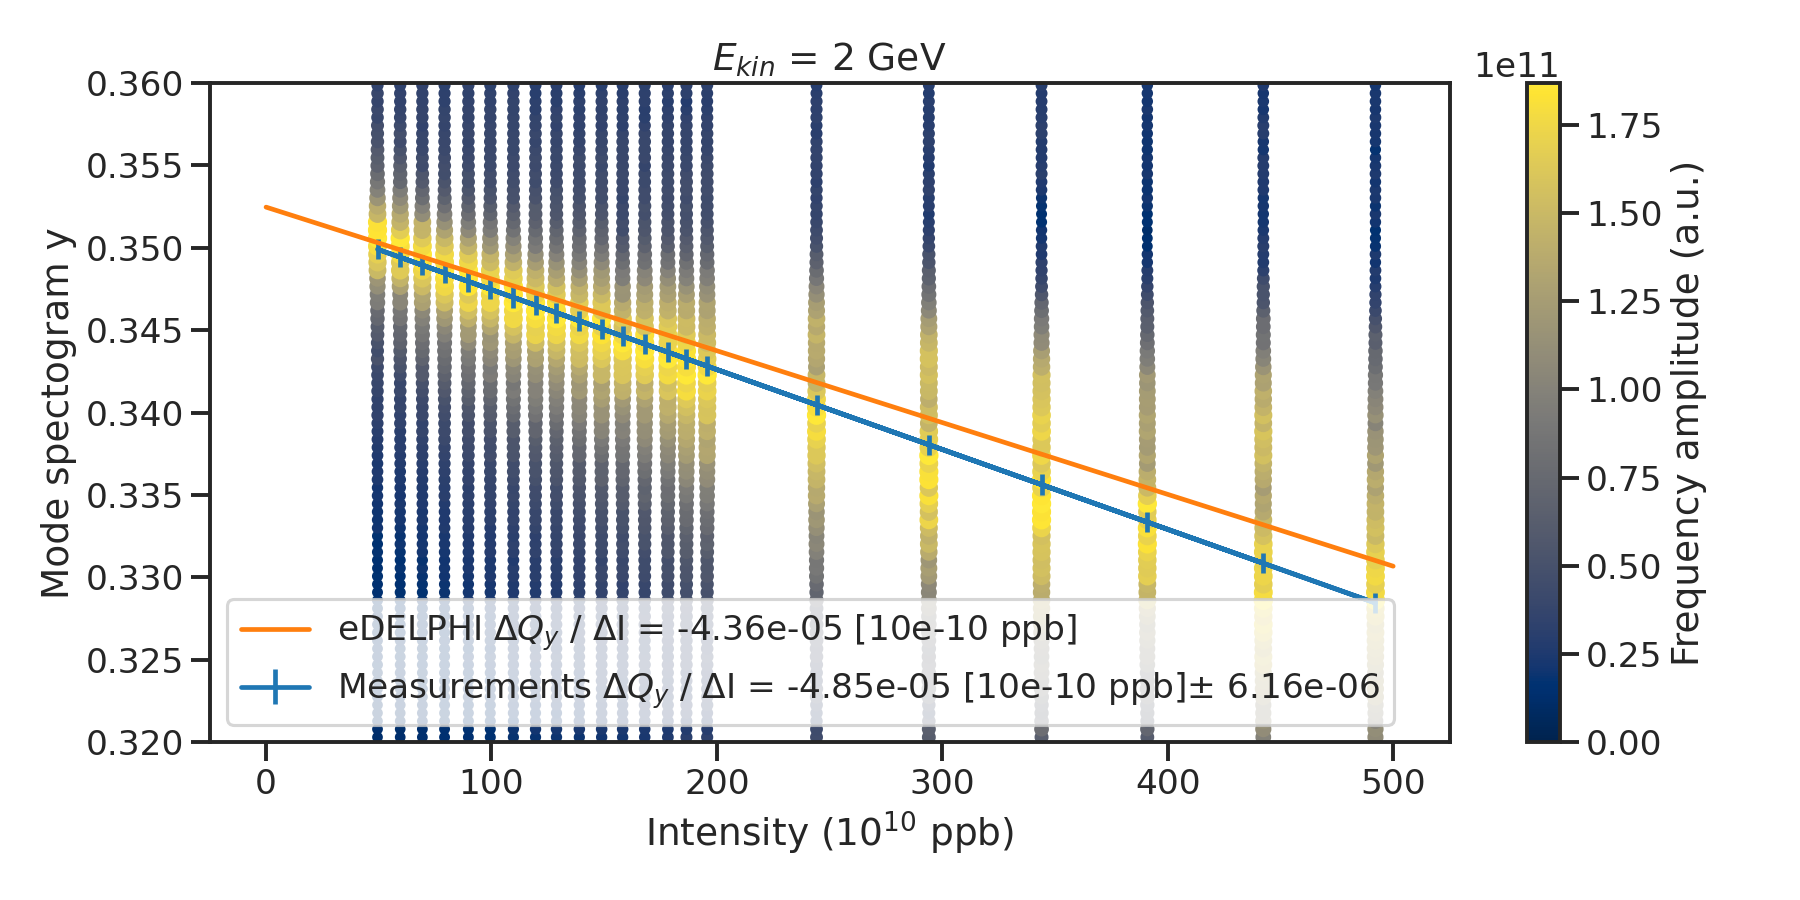 E_kin = 2 GeV
1e11
0.360
0.355
0.350
0.345
0.340
0.335
0.330
0.325
0.320
Mode spectogram y
eDELPHI ΔQ_y / ΔI = -4.36e-05 [10e-10 ppb]
Measurements ΔQ_y / ΔI = -4.85e-05 [10e-10 ppb]± 6.16e-06
0 100 200 300 400 500
Intensity (10^10 ppb)
1.75
1.50
1.25
1.00
0.75
0.50
0.25
0.00
Frequency amplitude (a.u.)